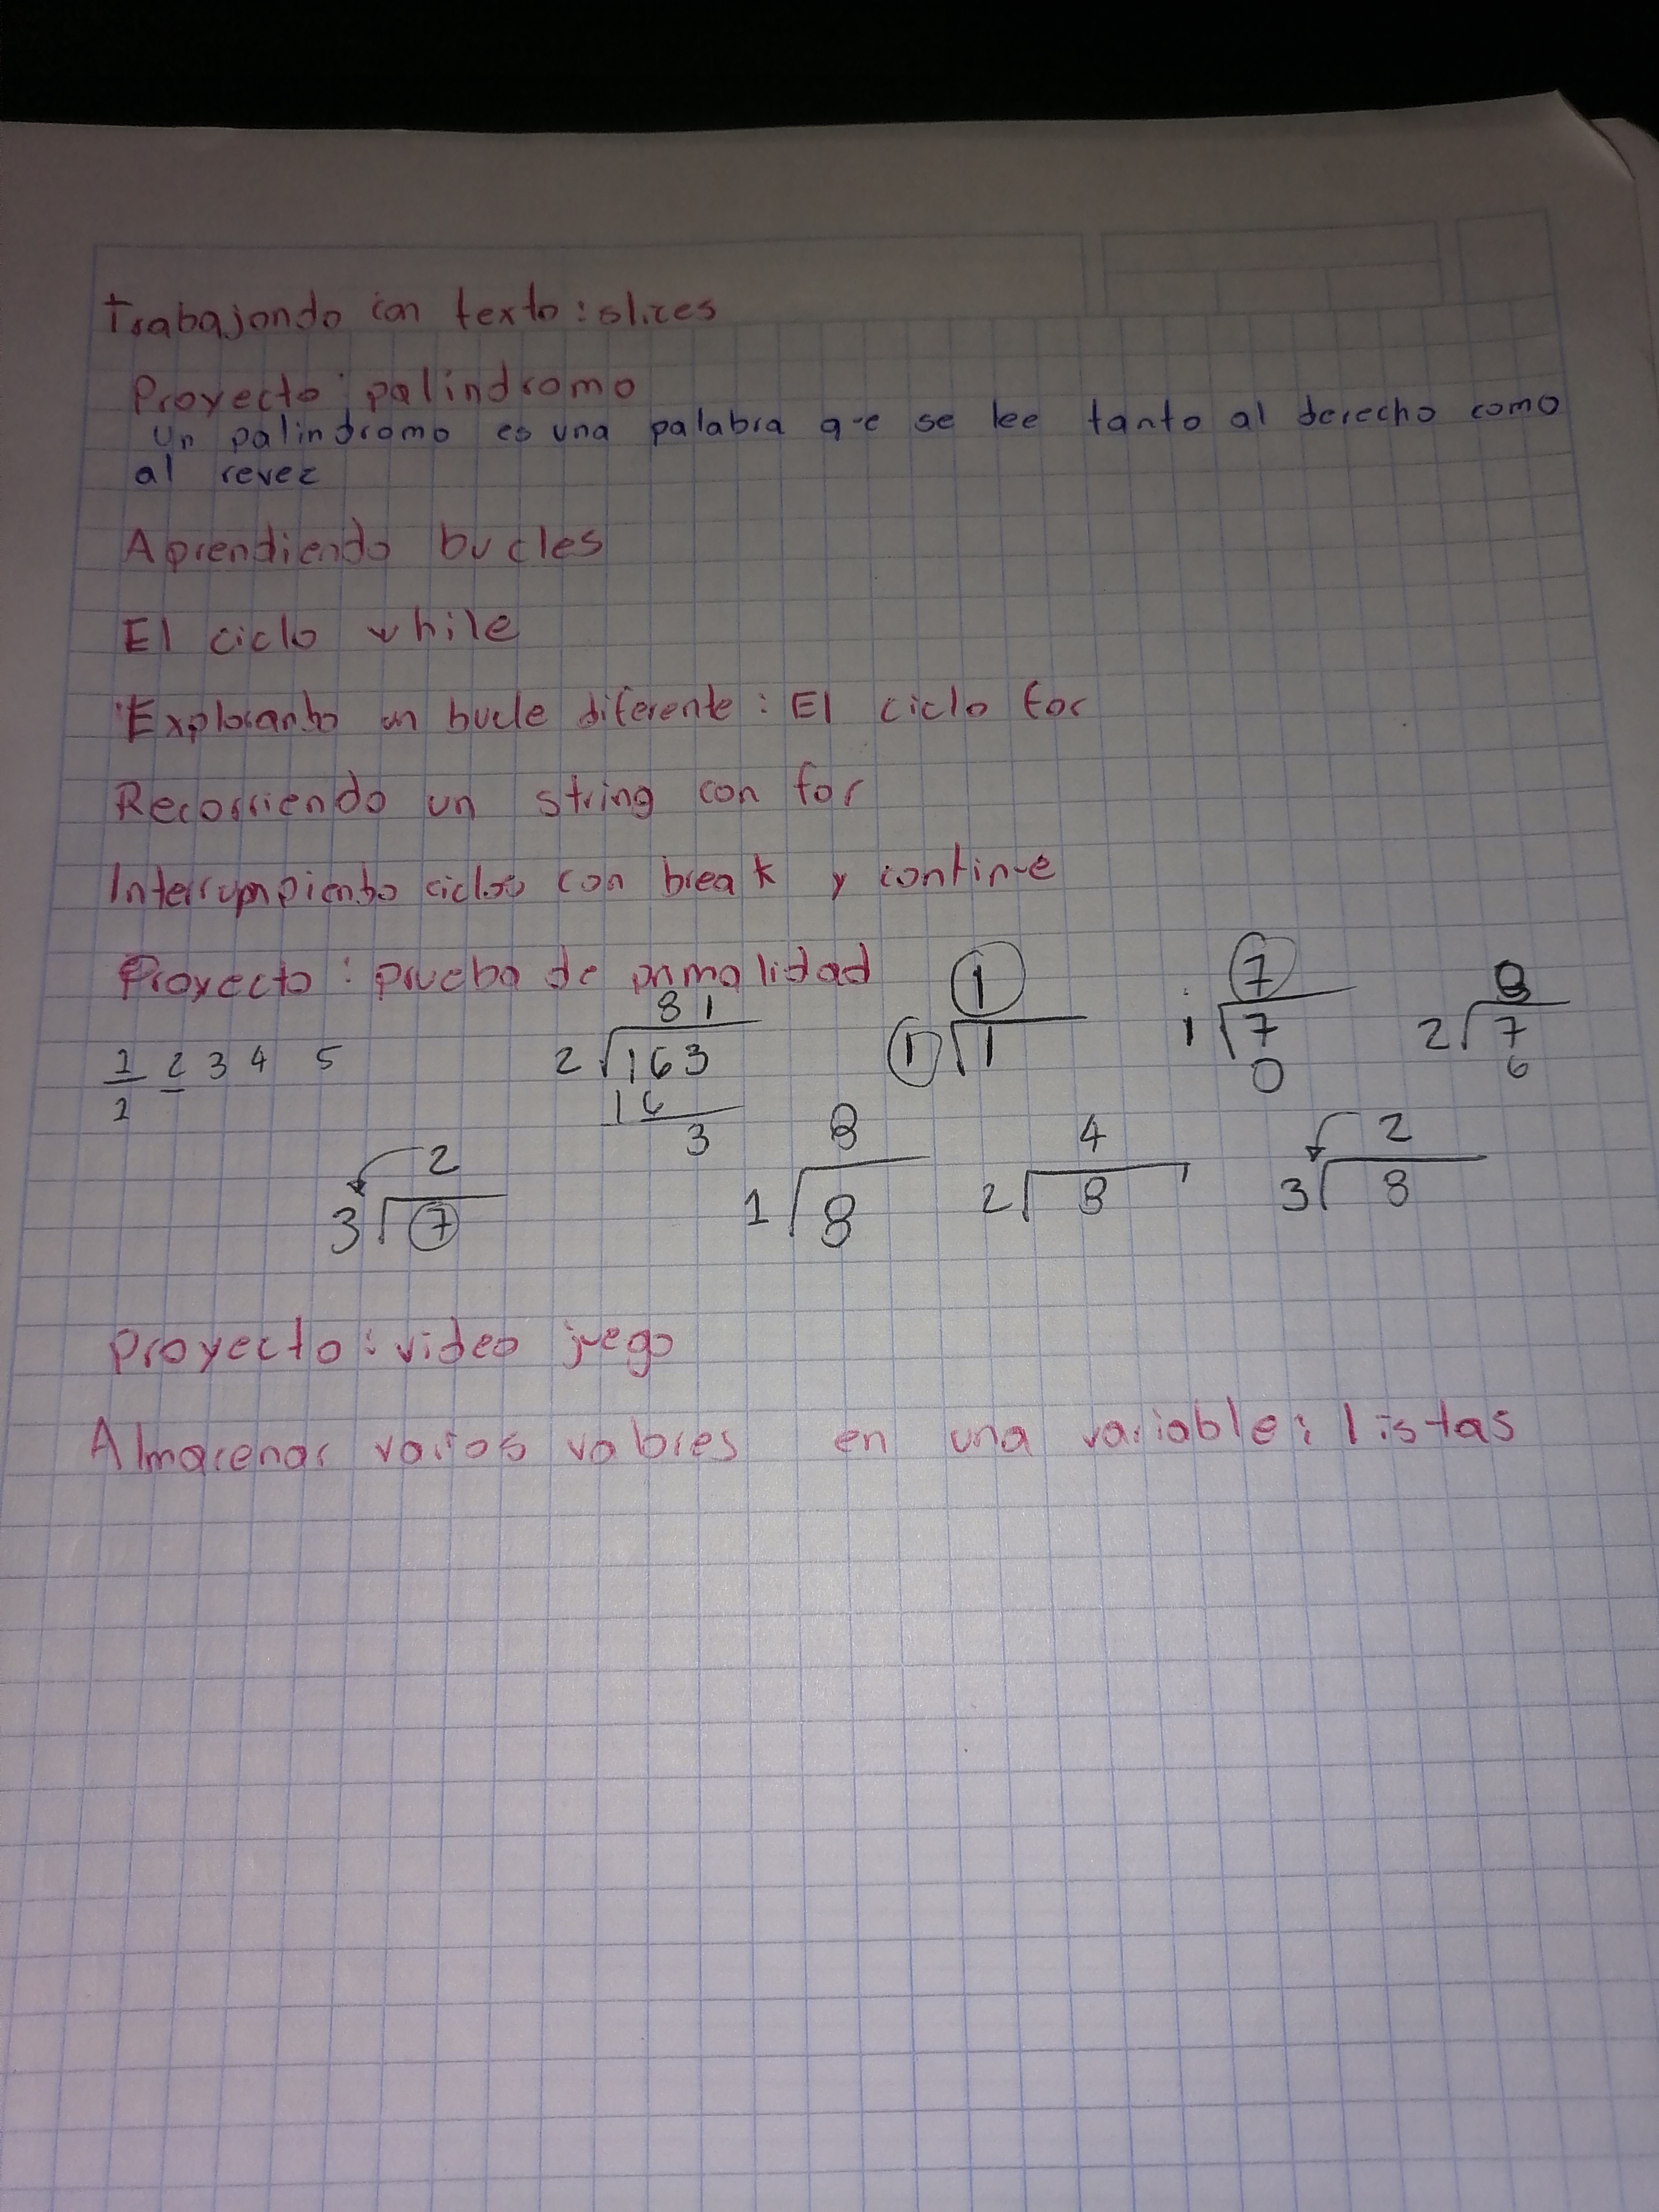 Trabajando con texto: slices
Proyecto: palindromo
Un palindromo es una palabra que se lee tanto al derecho como
al revez
Aprendiendo bucles
El ciclo while
Explorando un bucle diferente: El ciclo for
Recorriendo un string con for
Interrumpiendo ciclos con break y continue
Proyecto: prueba de primalidad
1 2 3 4 5
1
81
2 163
16
3
1
1 1
7
1 7
0
2 7
6
2
3 7
8
1 8
4
2 8
2
3 8
Proyecto: video juego
Almacenar varios valores en una variable: listas